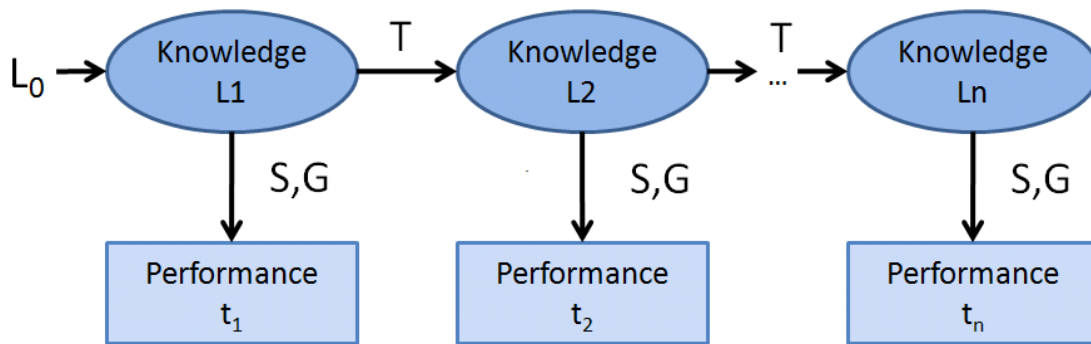 L₀
Knowledge
L1
T
Knowledge
L2
T
...
Knowledge
Ln
S,G
S,G
S,G
Performance
t₁
Performance
t₂
Performance
tₙ